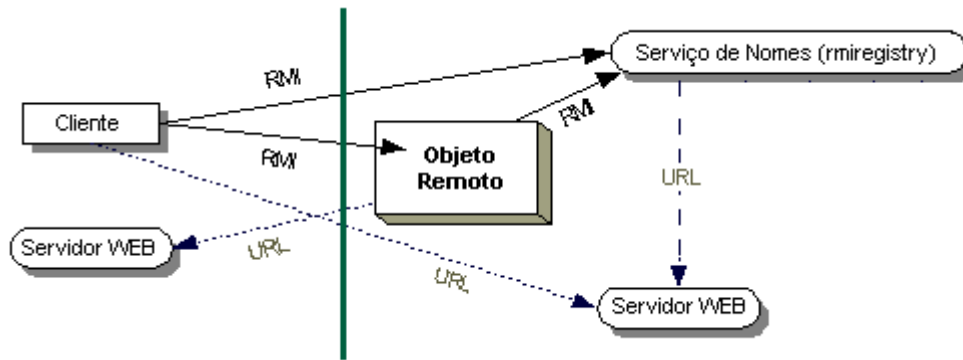 Serviço de Nomes (rmiregistry)
RMI
RMI
Cliente
RMI
Objeto
Remoto
URL
Servidor WEB
URL
URL
Servidor WEB